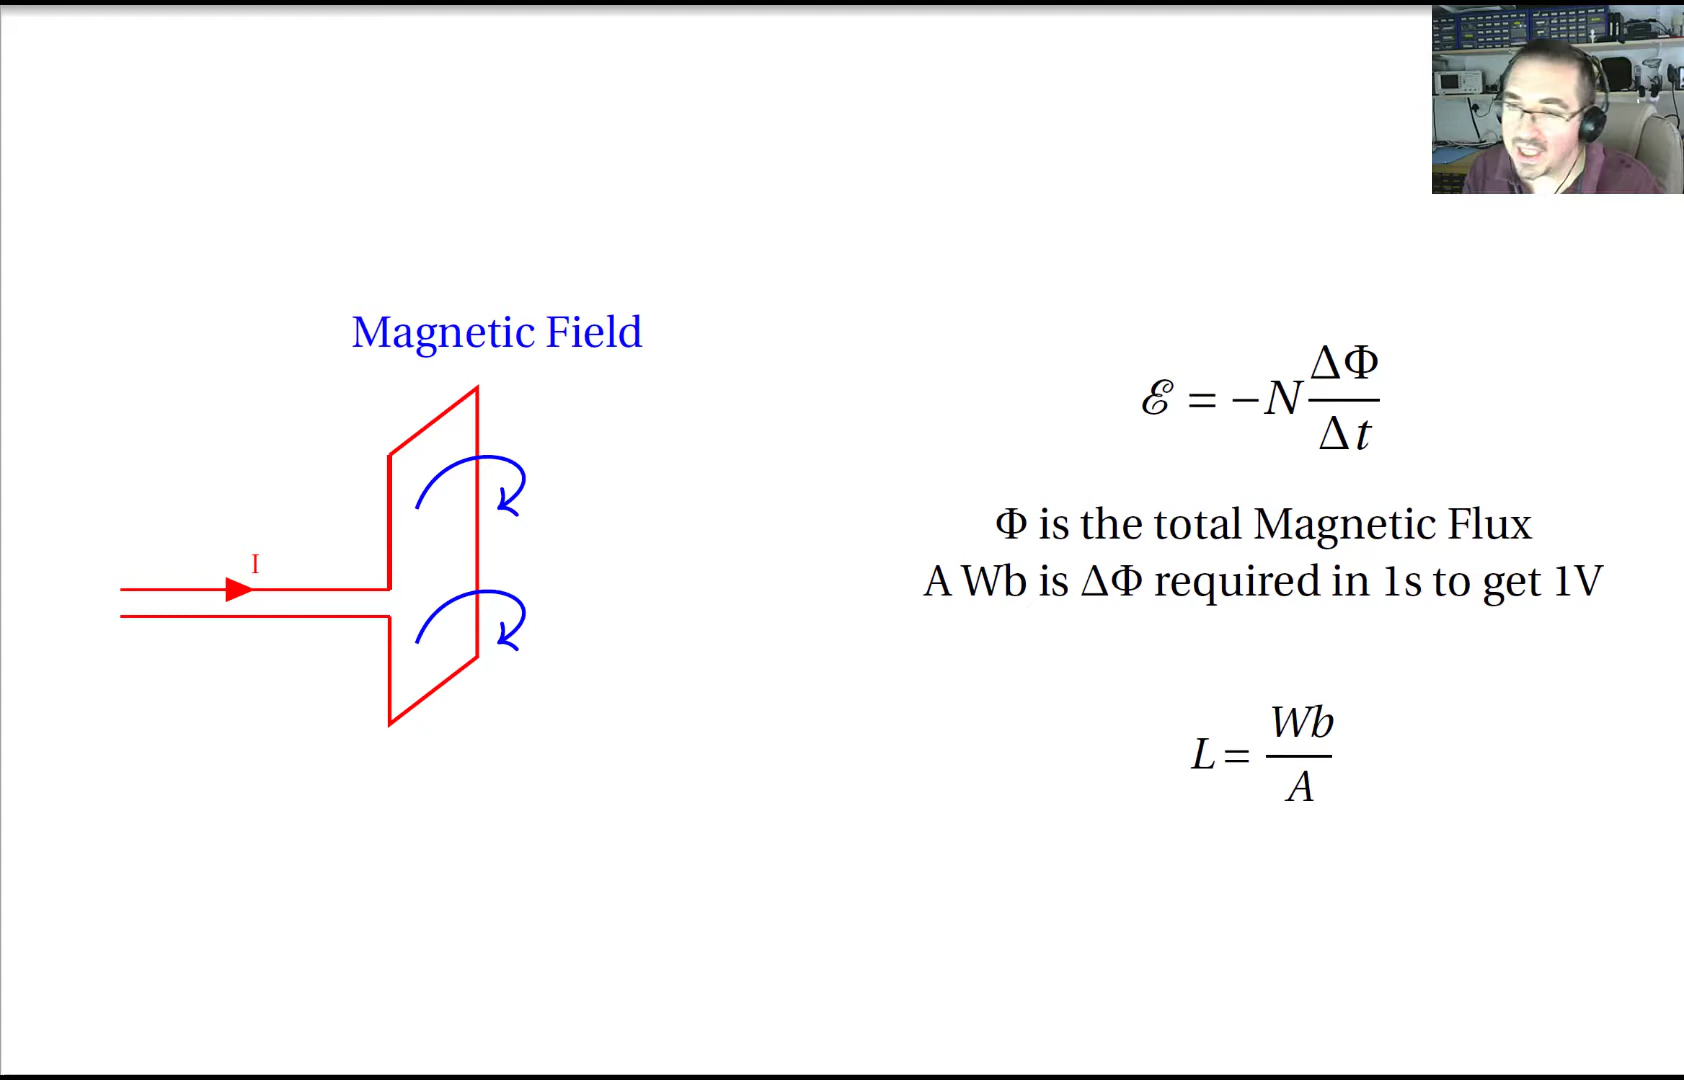 Magnetic Field
I
ℰ = −N ΔΦ/Δt
Φ is the total Magnetic Flux
A Wb is ΔΦ required in 1s to get 1V
L = Wb/A